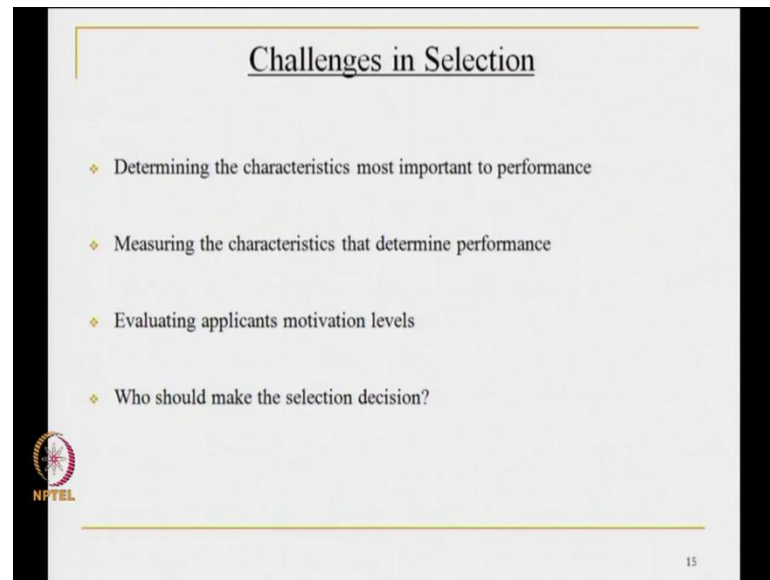 Challenges in Selection
Determining the characteristics most important to performance
Measuring the characteristics that determine performance
Evaluating applicants motivation levels
Who should make the selection decision?
NPTEL
15